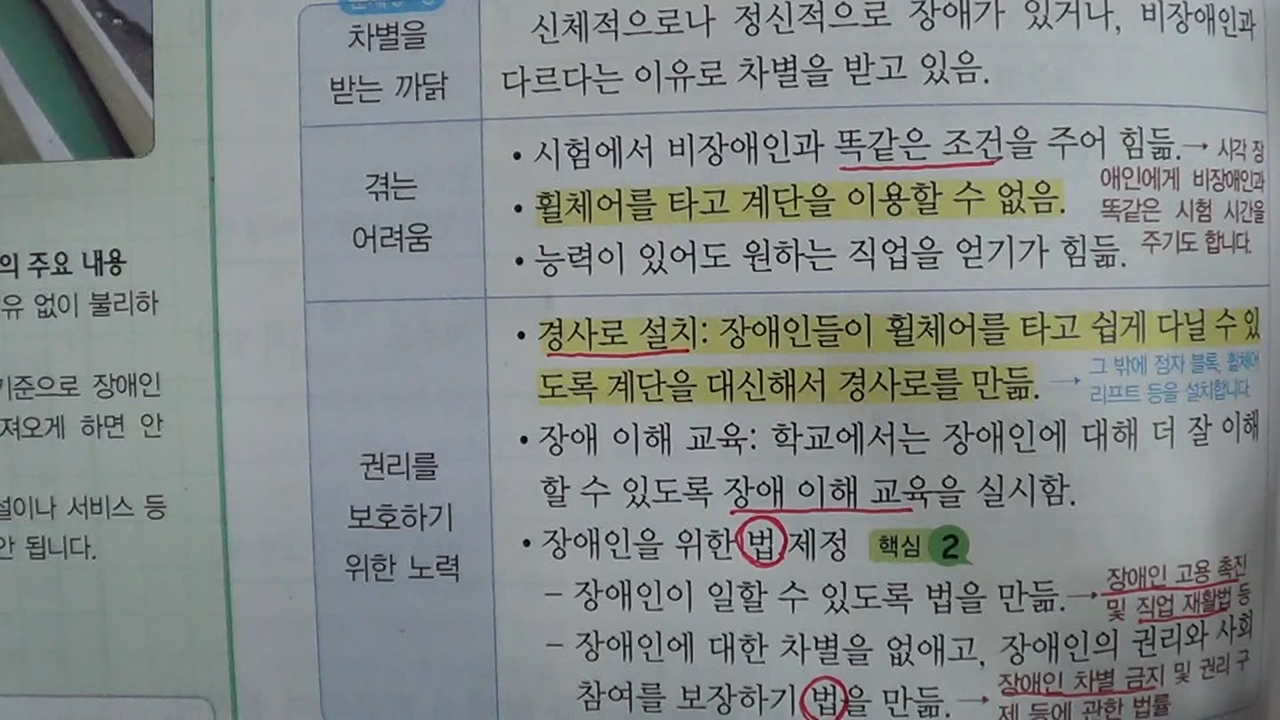 의 주요 내용
유 없이 불리하
기준으로 장애인
져오게 하면 안
설이나 서비스 등
안 됩니다.
차별을
받는 까닭
신체적으로나 정신적으로 장애가 있거나, 비장애인과
다르다는 이유로 차별을 받고 있음.
겪는
어려움
• 시험에서 비장애인과 똑같은 조건을 주어 힘듦.→ 시각 장
애인에게 비장애인과
똑같은 시험 시간을
주기도 합니다.
• 휠체어를 타고 계단을 이용할 수 없음.
• 능력이 있어도 원하는 직업을 얻기가 힘듦.
권리를
보호하기
위한 노력
• 경사로 설치: 장애인들이 휠체어를 타고 쉽게 다닐 수 있
도록 계단을 대신해서 경사로를 만듦. →
그 밖에 점자 블록, 휠체어
리프트 등을 설치합니다.
• 장애 이해 교육: 학교에서는 장애인에 대해 더 잘 이해
할 수 있도록 장애 이해 교육을 실시함.
• 장애인을 위한 법 제정 핵심 2
– 장애인이 일할 수 있도록 법을 만듦.→ 장애인 고용 촉진
및 직업 재활법 등
– 장애인에 대한 차별을 없애고, 장애인의 권리와 사회
참여를 보장하기 법을 만듦. → 장애인 차별 금지 및 권리 구
제 등에 관한 법률